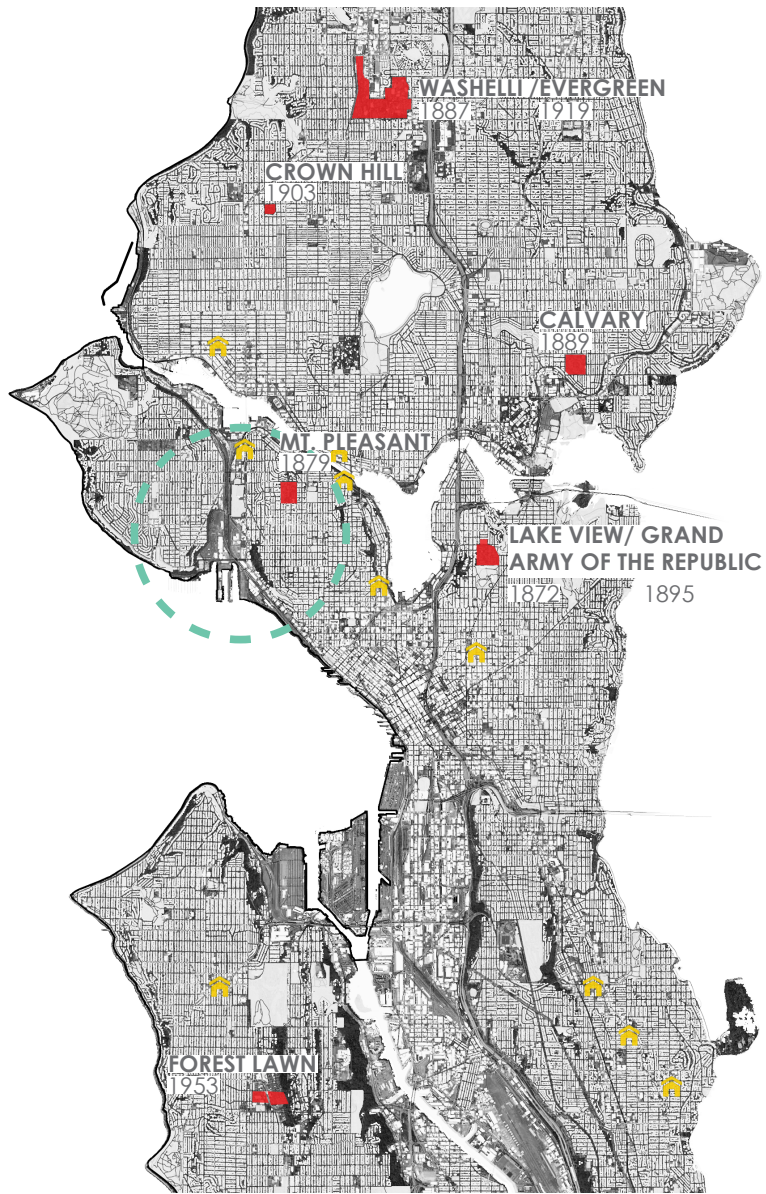 WASHELLI /EVERGREEN
1887 1919
CROWN HILL
1903
CALVARY
1889
MT. PLEASANT
1879
LAKE VIEW/ GRAND
ARMY OF THE REPUBLIC
1872 1895
FOREST LAWN
1953